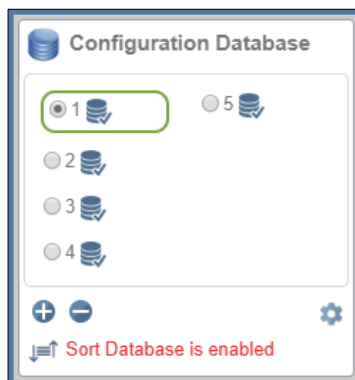 Configuration Database
1 5
2
3
4
Sort Database is enabled